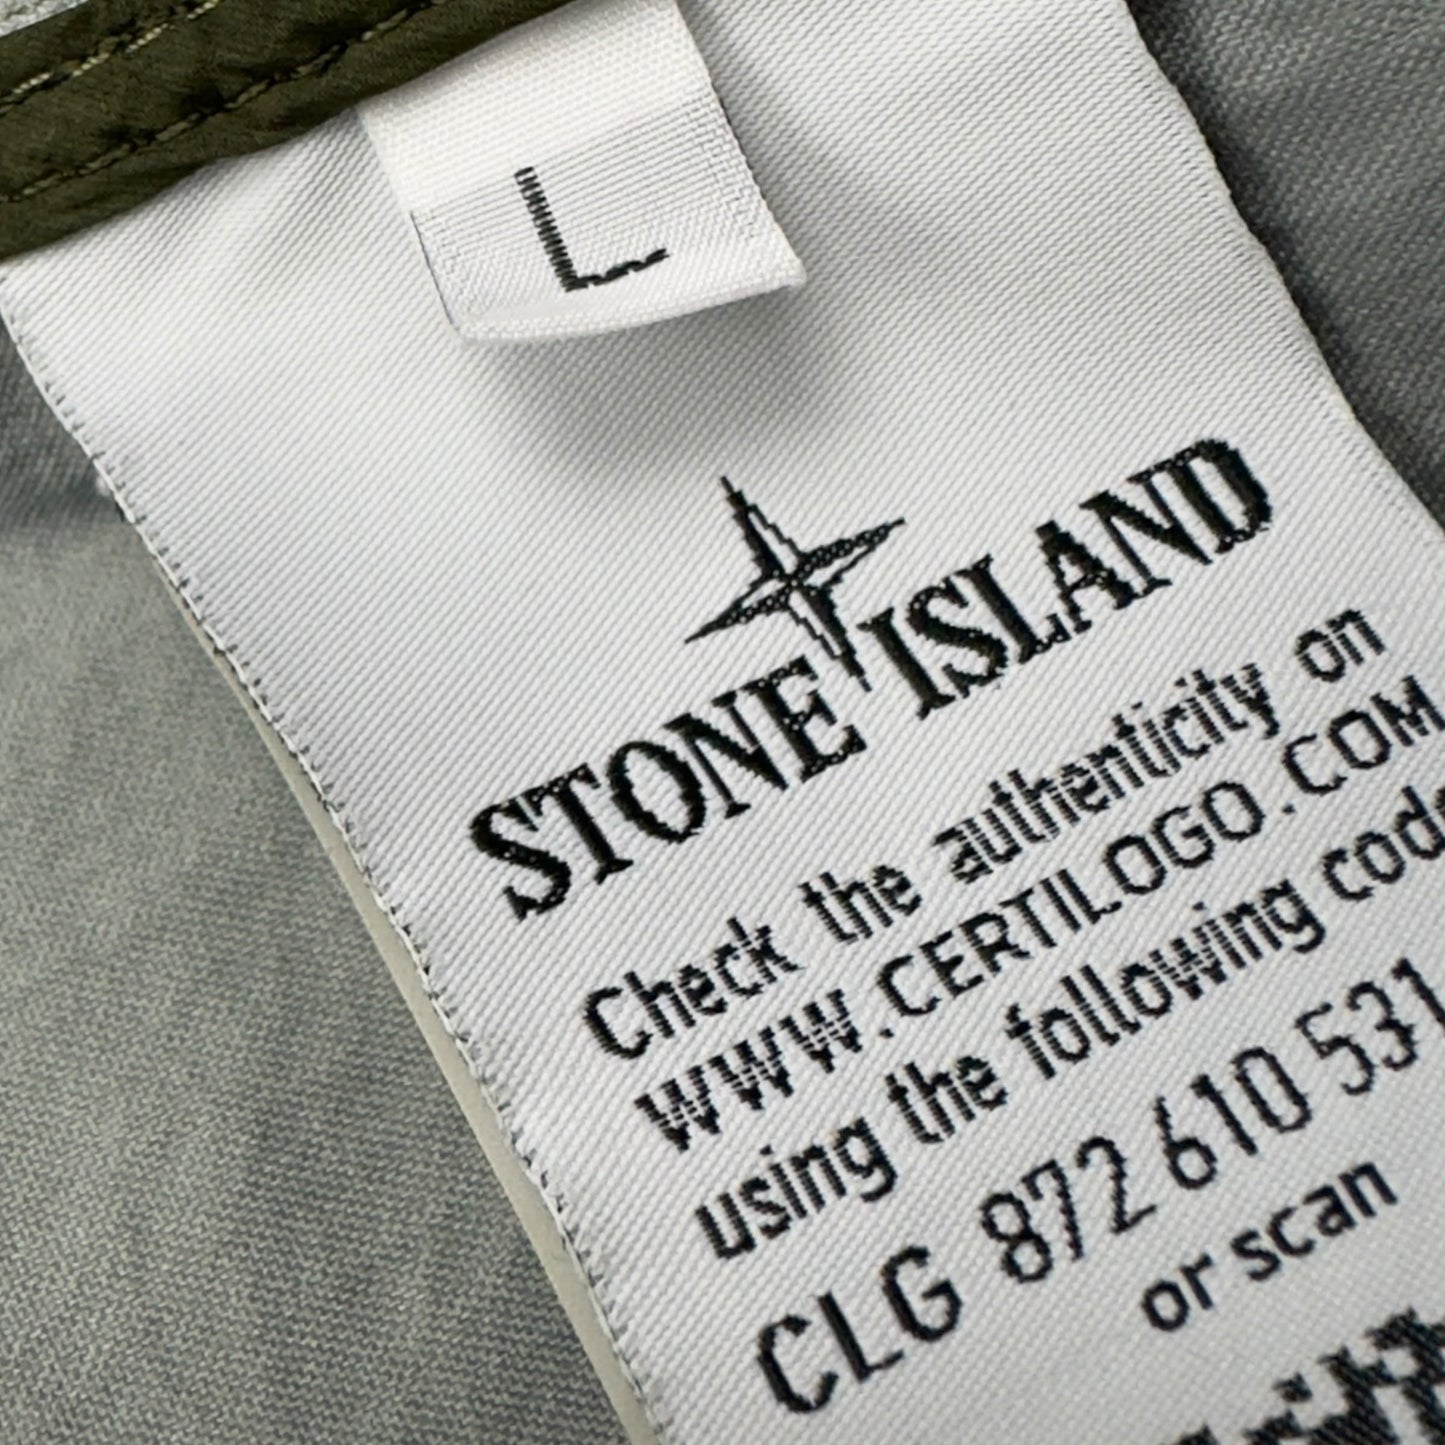 L
STONE ISLAND
Check the authenticity on
WWW.CERTILOGO.COM
using the following code
CLG 872 610 531
or scan